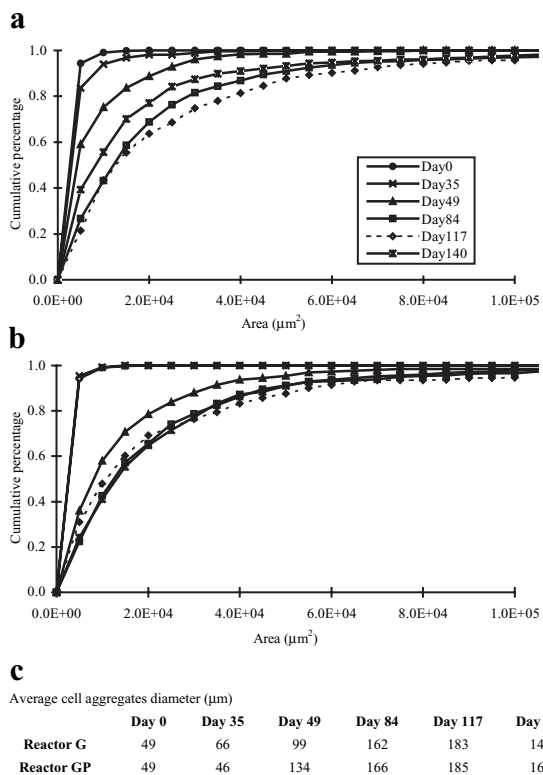 a
1.0
0.8
0.6
0.4
0.2
0.0
Cumulative percentage
Day0
Day35
Day49
Day84
Day117
Day140
0.0E+00 2.0E+04 4.0E+04 6.0E+04 8.0E+04 1.0E+05
Area (µm²)
b
1.0
0.8
0.6
0.4
0.2
0.0
Cumulative percentage
0.0E+00 2.0E+04 4.0E+04 6.0E+04 8.0E+04 1.0E+05
Area (µm²)
c
Average cell aggregates diameter (µm)
Day 0 Day 35 Day 49 Day 84 Day 117 Day
Reactor G 49 66 99 162 183 14
Reactor GP 49 46 134 166 185 16